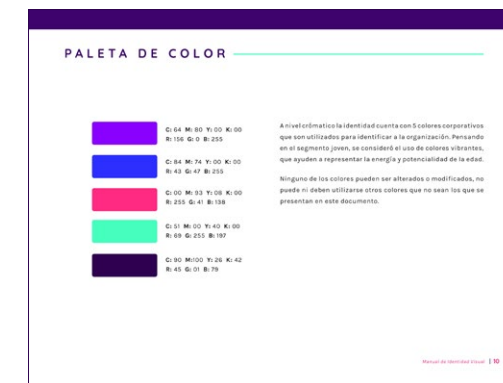 PALETA DE COLOR
C: 64 M: 80 Y: 00 K: 00
R: 156 G: 0 B: 255
C: 84 M: 74 Y: 00 K: 00
R: 43 G: 47 B: 255
C: 00 M: 93 Y: 08 K: 00
R: 255 G: 41 B: 138
C: 51 M: 00 Y: 40 K: 00
R: 69 G: 255 B: 197
C: 90 M:100 Y: 26 K: 42
R: 45 G: 01 B: 79
A nivel crómatico la identidad cuenta con 5 colores corporativos
que son utilizados para identificar a la organización. Pensando
en el segmento joven, se consideró el uso de colores vibrantes,
que ayuden a representar la energía y potencialidad de la edad.
Ninguno de los colores pueden ser alterados o modificados, no
puede ni deben utilizarse otros colores que no sean los que se
presentan en este documento.
Manual de Identidad Visual | 10